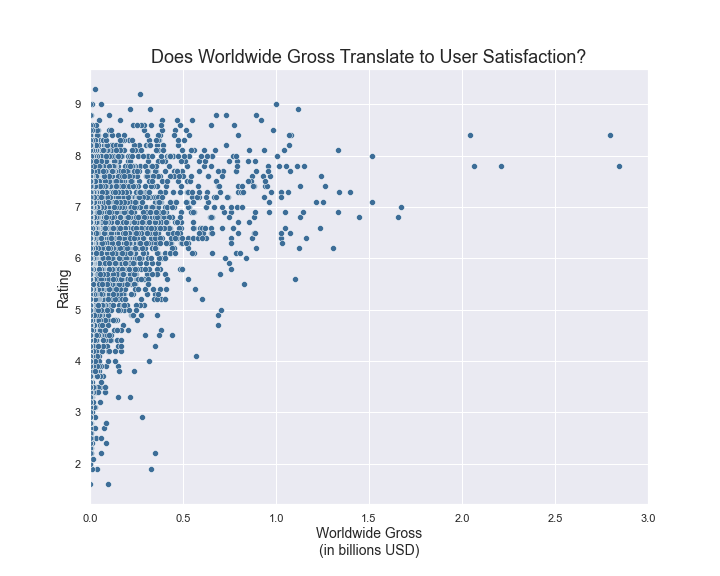 Does Worldwide Gross Translate to User Satisfaction?
Rating
9
8
7
6
5
4
3
2
0.0 0.5 1.0 1.5 2.0 2.5 3.0
Worldwide Gross
(in billions USD)